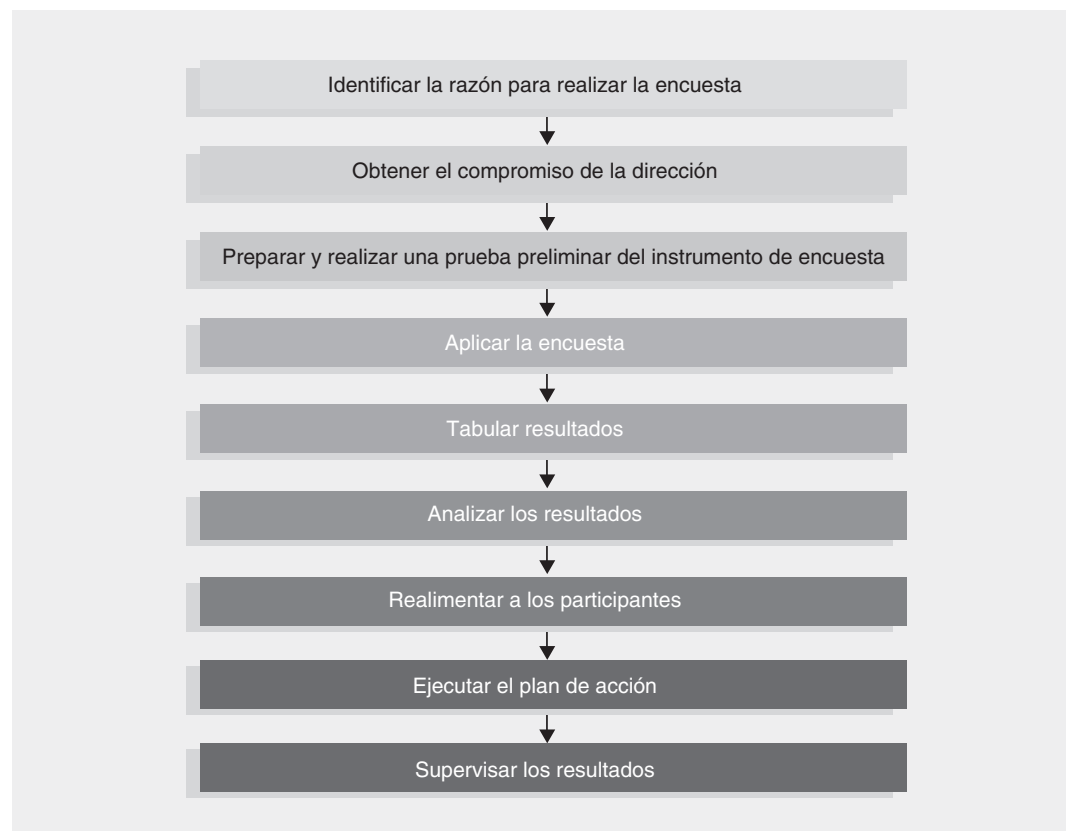 Identificar la razón para realizar la encuesta
Obtener el compromiso de la dirección
Preparar y realizar una prueba preliminar del instrumento de encuesta
Aplicar la encuesta
Tabular resultados
Analizar los resultados
Realimentar a los participantes
Ejecutar el plan de acción
Supervisar los resultados